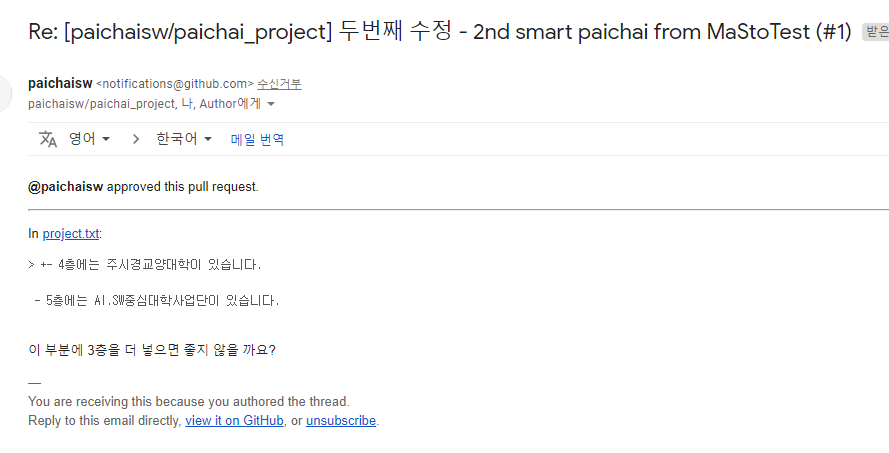 Re: [paichaisw/paichai_project] 두번째 수정 - 2nd smart paichai from MaStoTest (#1) 받은
paichaisw <notifications@github.com> 수신거부
paichaisw/paichai_project, 나, Author에게
영어 한국어 메일 번역
@paichaisw approved this pull request.
In project.txt:
> +- 4층에는 주시경교양대학이 있습니다.
- 5층에는 AI.SW중심대학사업단이 있습니다.
이 부분에 3층을 더 넣으면 좋지 않을 까요?
—
You are receiving this because you authored the thread.
Reply to this email directly, view it on GitHub, or unsubscribe.